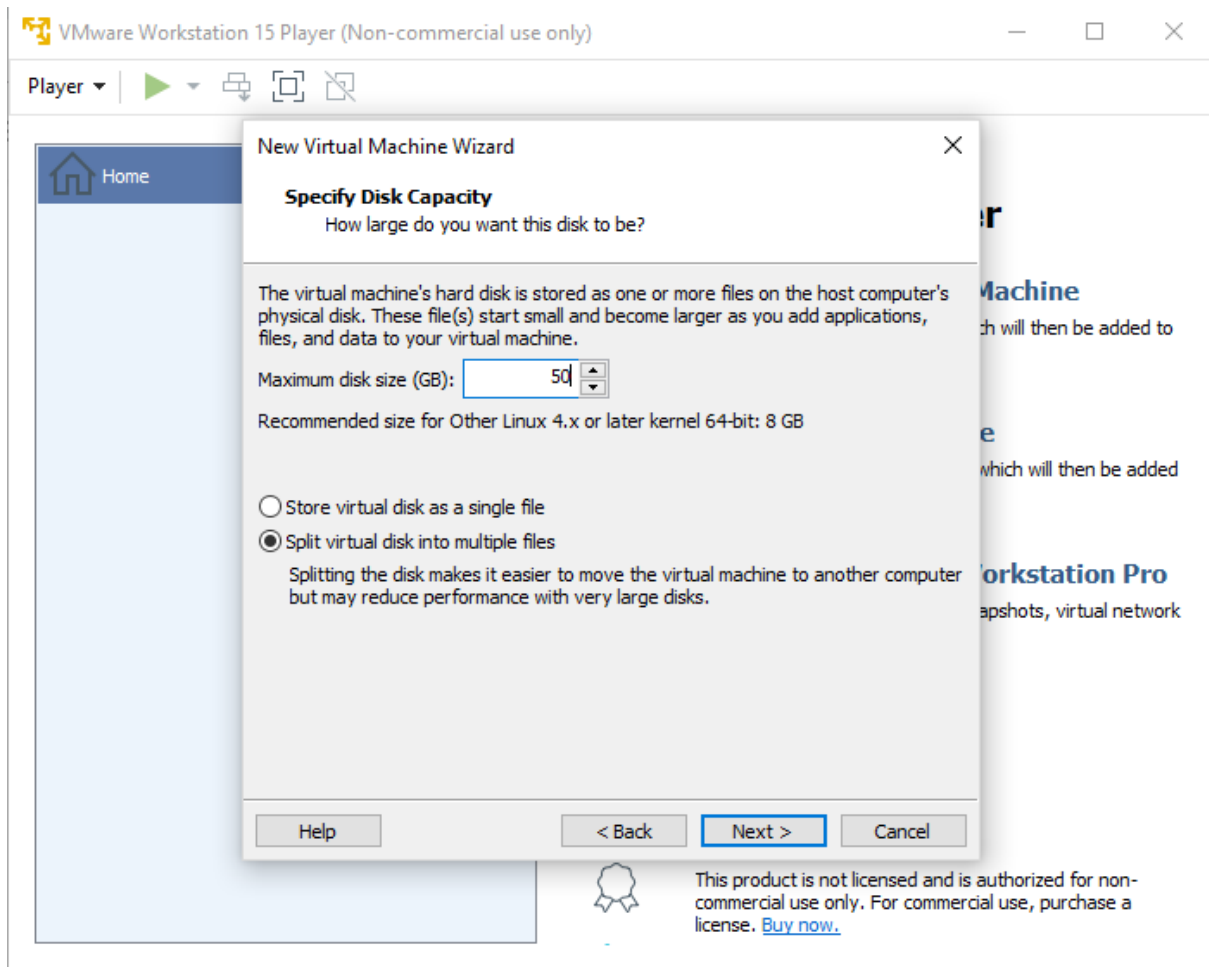 VMware Workstation 15 Player (Non-commercial use only)
Player
Home
New Virtual Machine Wizard
Specify Disk Capacity
How large do you want this disk to be?
The virtual machine's hard disk is stored as one or more files on the host computer's
physical disk. These file(s) start small and become larger as you add applications,
files, and data to your virtual machine.
Maximum disk size (GB): 50
Recommended size for Other Linux 4.x or later kernel 64-bit: 8 GB
Store virtual disk as a single file
Split virtual disk into multiple files
Splitting the disk makes it easier to move the virtual machine to another computer
but may reduce performance with very large disks.
Help
< Back
Next >
Cancel
er
Machine
ch will then be added to
e
which will then be added
Workstation Pro
apshots, virtual network
This product is not licensed and is authorized for non-
commercial use only. For commercial use, purchase a
license. Buy now.